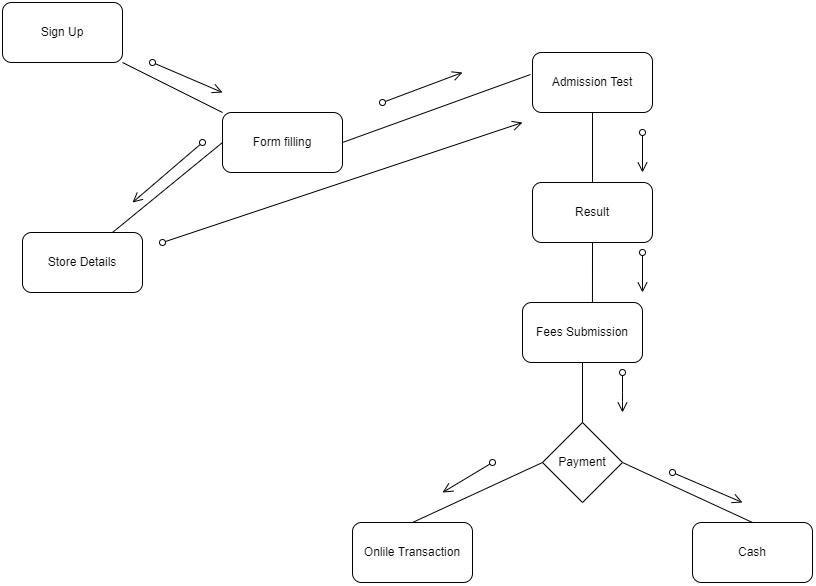 Sign Up
Form filling
Store Details
Admission Test
Result
Fees Submission
Payment
Onlile Transaction
Cash